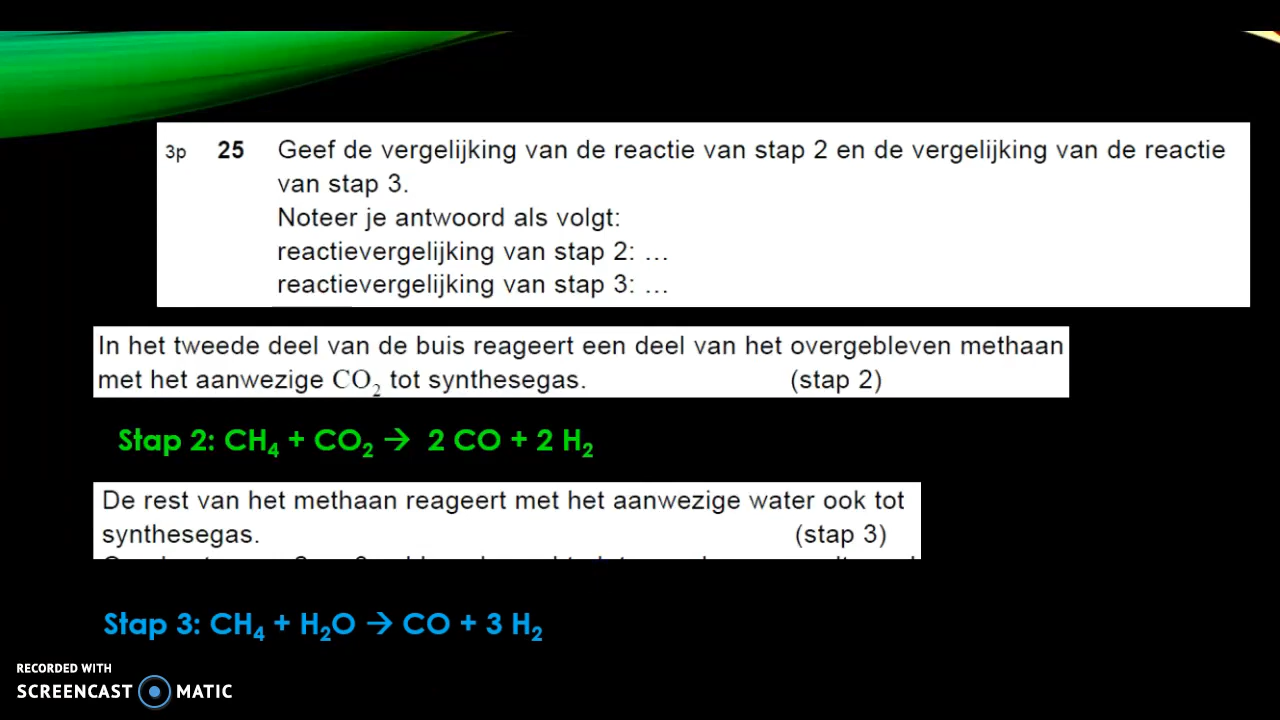 3p 25 Geef de vergelijking van de reactie van stap 2 en de vergelijking van de reactie
van stap 3.
Noteer je antwoord als volgt:
reactievergelijking van stap 2: …
reactievergelijking van stap 3: …
In het tweede deel van de buis reageert een deel van het overgebleven methaan
met het aanwezige CO₂ tot synthesegas. (stap 2)
Stap 2: CH₄ + CO₂ → 2 CO + 2 H₂
De rest van het methaan reageert met het aanwezige water ook tot
synthesegas. (stap 3)
Stap 3: CH₄ + H₂O → CO + 3 H₂
RECORDED WITH
SCREENCAST MATIC